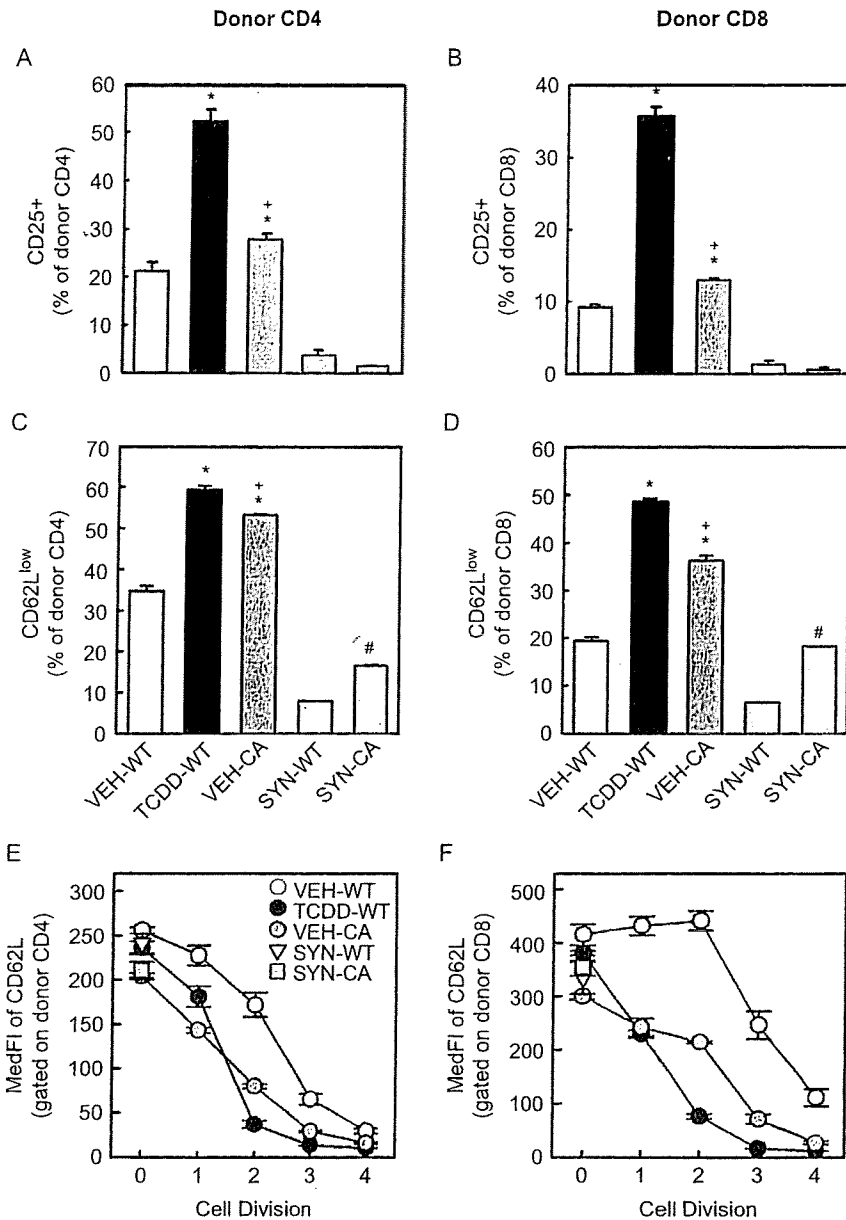 Donor CD4
Donor CD8
A
B
CD25+
(% of donor CD4)
60
50
40
30
20
10
0
*
+
*
CD25+
(% of donor CD8)
40
30
20
10
0
*
+
*
C
D
CD62Llow
(% of donor CD4)
70
60
50
40
30
20
10
0
*
+
*
#
VEH-WT
TCDD-WT
VEH-CA
SYN-WT
SYN-CA
CD62Llow
(% of donor CD8)
60
50
40
30
20
10
0
*
+
*
#
VEH-WT
TCDD-WT
VEH-CA
SYN-WT
SYN-CA
E
F
MedFI of CD62L
(gated on donor CD4)
300
250
200
150
100
50
0
VEH-WT
TCDD-WT
VEH-CA
SYN-WT
SYN-CA
0 1 2 3 4
Cell Division
MedFI of CD62L
(gated on donor CD8)
500
400
300
200
100
0
0 1 2 3 4
Cell Division